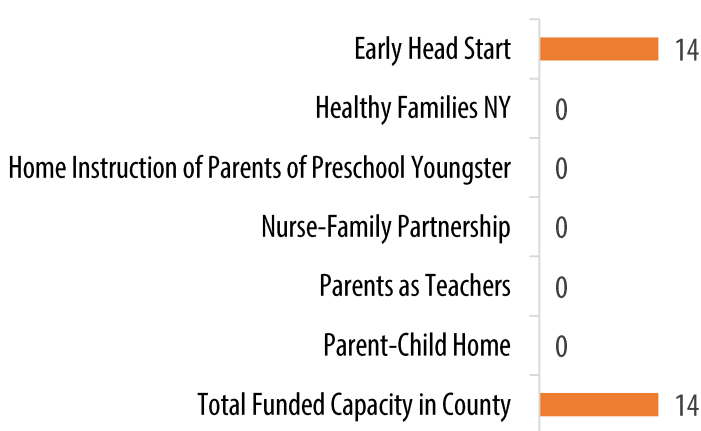 Early Head Start 14
Healthy Families NY 0
Home Instruction of Parents of Preschool Youngster 0
Nurse-Family Partnership 0
Parents as Teachers 0
Parent-Child Home 0
Total Funded Capacity in County 14